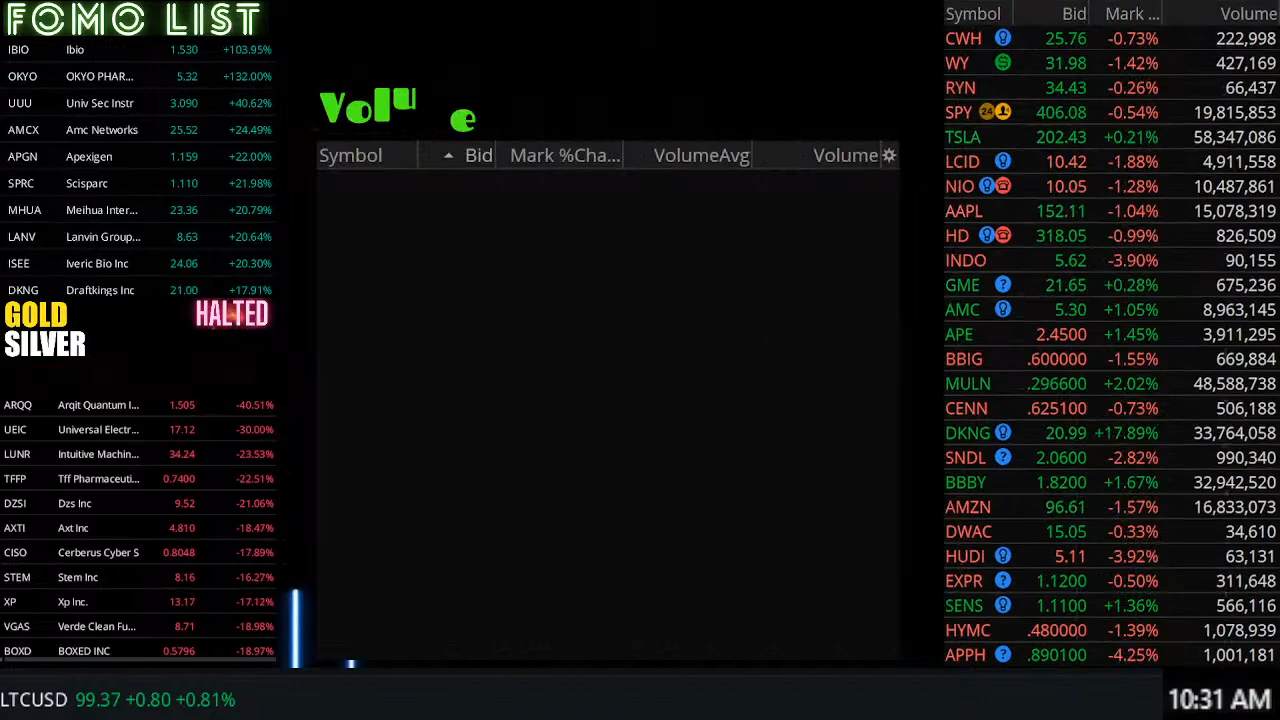 FOMO LIST
IBIO Ibio 1.530 +103.95%
OKYO OKYO PHAR... 5.32 +132.00%
UUU Univ Sec Instr 3.090 +40.62%
AMCX Amc Networks 25.52 +24.49%
APGN Apexigen 1.159 +22.00%
SPRC Scisparc 1.110 +21.98%
MHUA Meihua Inter... 23.36 +20.79%
LANV Lanvin Group... 8.63 +20.64%
ISEE Iveric Bio Inc 24.06 +20.30%
DKNG Draftkings Inc 21.00 +17.91%
GOLD HALTED
SILVER
ARQQ Arqit Quantum I... 1.505 -40.51%
UEIC Universal Electr... 17.12 -30.00%
LUNR Intuitive Machin... 34.24 -23.53%
TFFP Tff Pharmaceuti... 0.7400 -22.51%
DZSI Dzs Inc 9.52 -21.06%
AXTI Axt Inc 4.810 -18.47%
CISO Cerberus Cyber S 0.8048 -17.89%
STEM Stem Inc 8.16 -16.27%
XP Xp Inc. 13.17 -17.12%
VGAS Verde Clean Fu... 8.71 -18.98%
BOXD BOXED INC 0.5796 -18.97%
Volu e
Symbol Bid Mark %Cha... VolumeAvg Volume
Symbol Bid Mark ... Volume
CWH 25.76 -0.73% 222,998
WY 31.98 -1.42% 427,169
RYN 34.43 -0.26% 66,437
SPY 24 406.08 -0.54% 19,815,853
TSLA 202.43 +0.21% 58,347,086
LCID 10.42 -1.88% 4,911,558
NIO 10.05 -1.28% 10,487,861
AAPL 152.11 -1.04% 15,078,319
HD 318.05 -0.99% 826,509
INDO 5.62 -3.90% 90,155
GME ? 21.65 +0.28% 675,236
AMC 5.30 +1.05% 8,963,145
APE 2.4500 +1.45% 3,911,295
BBIG .600000 -1.55% 669,884
MULN .296600 +2.02% 48,588,738
CENN .625100 -0.73% 506,188
DKNG 20.99 +17.89% 33,764,058
SNDL ? 2.0600 -2.82% 990,340
BBBY 1.8200 +1.67% 32,942,520
AMZN 96.61 -1.57% 16,833,073
DWAC 15.05 -0.33% 34,610
HUDI 5.11 -3.92% 63,131
EXPR ? 1.1200 -0.50% 311,648
SENS 1.1100 +1.36% 566,116
HYMC .480000 -1.39% 1,078,939
APPH ? .890100 -4.25% 1,001,181
LTCUSD 99.37 +0.80 +0.81%
10:31 AM